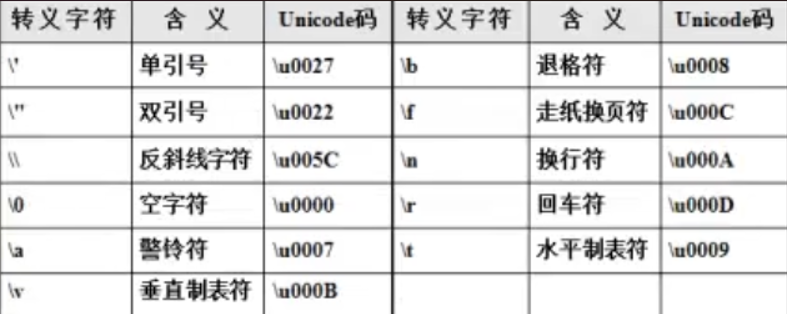 转义字符 含 义 Unicode码 转义字符 含 义 Unicode码
\' 单引号 \u0027 \b 退格符 \u0008
\" 双引号 \u0022 \f 走纸换页符 \u000C
\\ 反斜线字符 \u005C \n 换行符 \u000A
\0 空字符 \u0000 \r 回车符 \u000D
\a 警铃符 \u0007 \t 水平制表符 \u0009
\v 垂直制表符 \u000B